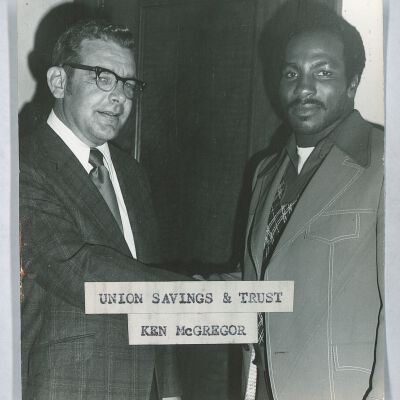 UNION SAVINGS & TRUST
KEN McGREGOR